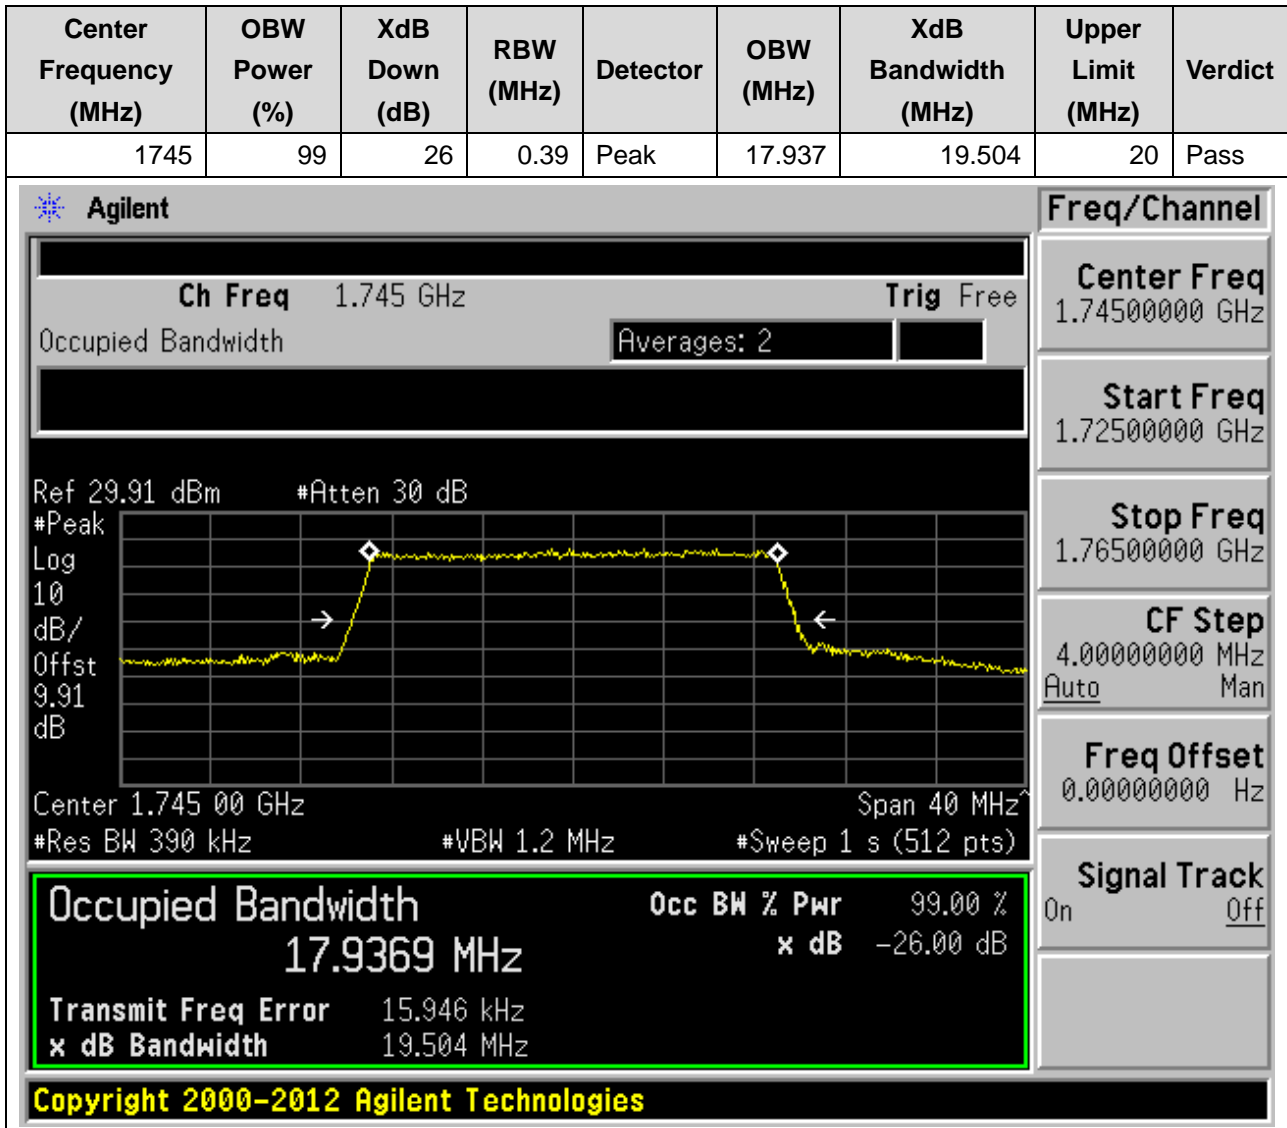 Center Frequency (MHz) OBW Power (%) XdB Down (dB) RBW (MHz) Detector OBW (MHz) XdB Bandwidth (MHz) Upper Limit (MHz) Verdict
1745 99 26 0.39 Peak 17.937 19.504 20 Pass
Agilent
Freq/Channel
Ch Freq 1.745 GHz Trig Free
Occupied Bandwidth Averages: 2
Center Freq
1.74500000 GHz
Start Freq
1.72500000 GHz
Stop Freq
1.76500000 GHz
CF Step
4.00000000 MHz
Auto Man
Freq Offset
0.00000000 Hz
Signal Track
On Off
Ref 29.91 dBm #Atten 30 dB
#Peak
Log
10
dB/
Offst
9.91
dB
Center 1.745 00 GHz Span 40 MHz^
#Res BW 390 kHz #VBW 1.2 MHz #Sweep 1 s (512 pts)
Occupied Bandwidth
17.9369 MHz
Occ BW % Pwr 99.00 %
x dB -26.00 dB
Transmit Freq Error 15.946 kHz
x dB Bandwidth 19.504 MHz
Copyright 2000-2012 Agilent Technologies